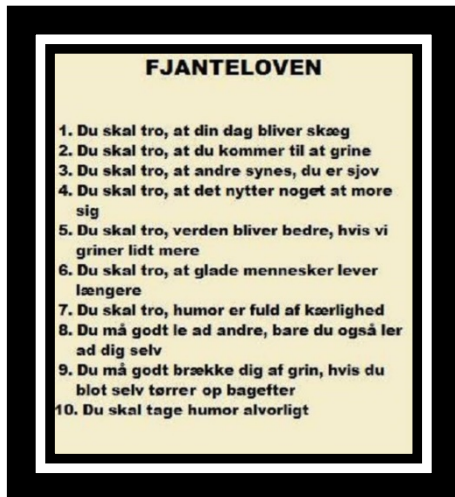 FJANTELOVEN
1. Du skal tro, at din dag bliver skæg
2. Du skal tro, at du kommer til at grine
3. Du skal tro, at andre synes, du er sjov
4. Du skal tro, at det nytter noget at more
sig
5. Du skal tro, verden bliver bedre, hvis vi
griner lidt mere
6. Du skal tro, at glade mennesker lever
længere
7. Du skal tro, humor er fuld af kærlighed
8. Du må godt le ad andre, bare du også ler
ad dig selv
9. Du må godt brække dig af grin, hvis du
blot selv tørrer op bagefter
10. Du skal tage humor alvorligt